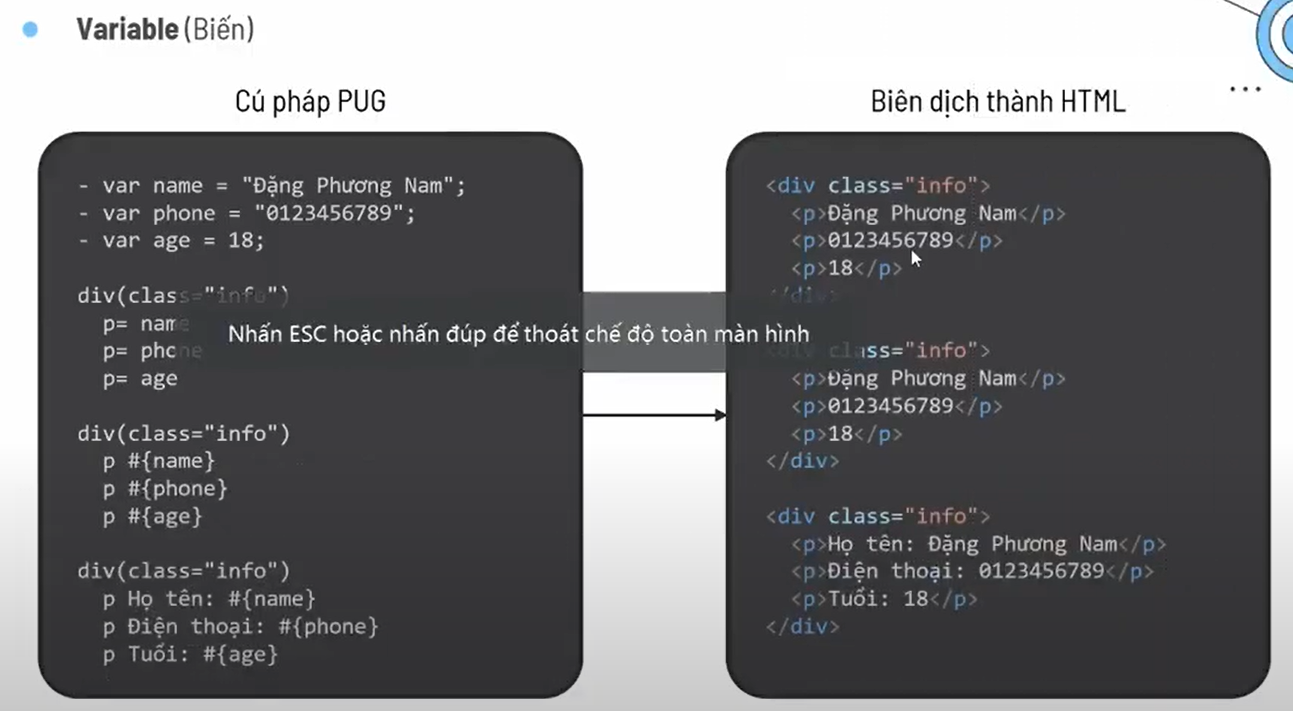 Variable (Biến)
Cú pháp PUG
- var name = "Đặng Phương Nam";
- var phone = "0123456789";
- var age = 18;
div(class="info")
p= name
p= phone
p= age
div(class="info")
p #{name}
p #{phone}
p #{age}
div(class="info")
p Họ tên: #{name}
p Điện thoại: #{phone}
p Tuổi: #{age}
Nhấn ESC hoặc nhấn đúp để thoát chế độ toàn màn hình
Biên dịch thành HTML
<div class="info">
<p>Đặng Phương Nam</p>
<p>0123456789</p>
<p>18</p>
</div>
<div class="info">
<p>Đặng Phương Nam</p>
<p>0123456789</p>
<p>18</p>
</div>
<div class="info">
<p>Họ tên: Đặng Phương Nam</p>
<p>Điện thoại: 0123456789</p>
<p>Tuổi: 18</p>
</div>